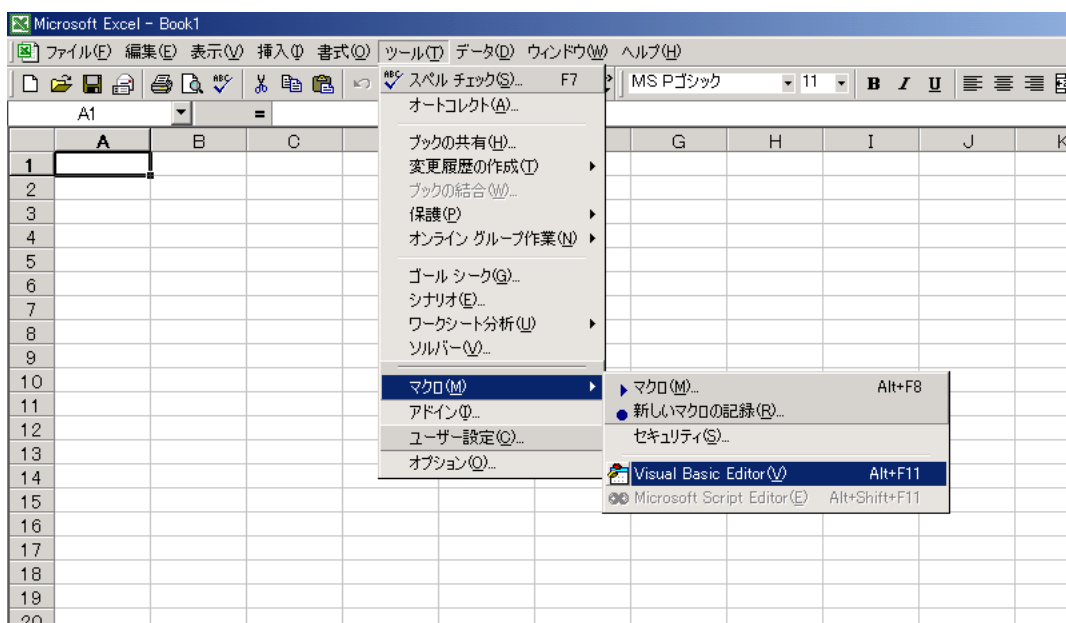 Microsoft Excel - Book1
ファイル(F) 編集(E) 表示(V) 挿入(I) 書式(O) ツール(T) データ(D) ウィンドウ(W) ヘルプ(H)
MS Pゴシック 11 B I U
A1 =
A B C G H I J K
スペル チェック(S)... F7
オートコレクト(A)...
ブックの共有(H)...
変更履歴の作成(T)
ブックの結合(W)...
保護(P)
オンライン グループ作業(N)
ゴール シーク(G)...
シナリオ(E)...
ワークシート分析(U)
ソルバー(V)...
マクロ(M)
アドイン(I)...
ユーザー設定(C)...
オプション(O)...
マクロ(M)... Alt+F8
新しいマクロの記録(R)...
セキュリティ(S)...
Visual Basic Editor(V) Alt+F11
Microsoft Script Editor(E) Alt+Shift+F11
1
2
3
4
5
6
7
8
9
10
11
12
13
14
15
16
17
18
19
20